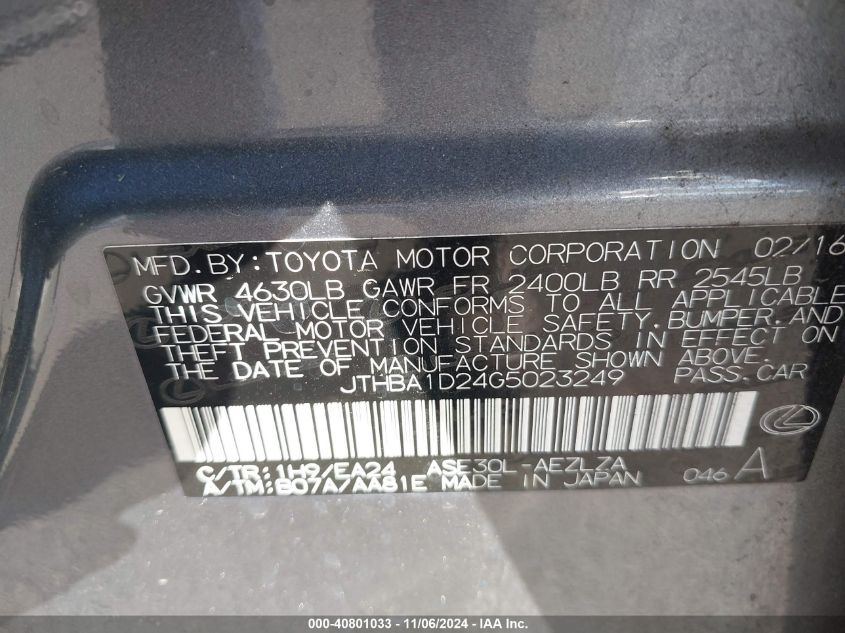 MFD. BY: TOYOTA MOTOR CORPORATION 02/16
GVWR 4630LB GAWR FR 2400LB RR 2545LB
THIS VEHICLE CONFORMS TO ALL APPLICABLE
FEDERAL MOTOR VEHICLE SAFETY, BUMPER, AND
THEFT PREVENTION STANDARDS IN EFFECT ON
THE DATE OF MANUFACTURE SHOWN ABOVE.
JTHBA1D24G5023249 PASS.CAR
C/TR: 1H9/EA24 ASE30L-AEZLZA
A/TM: B07A/AA81E MADE IN JAPAN 046 A
000-40801033 - 11/06/2024 - IAA Inc.